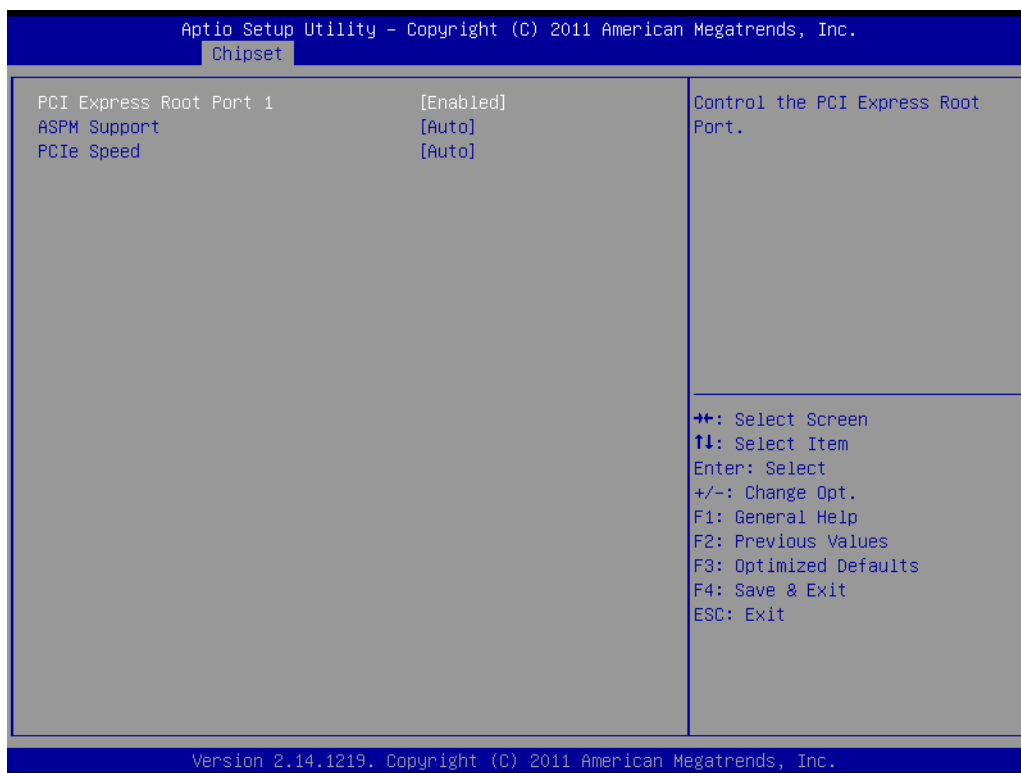 Aptio Setup Utility – Copyright (C) 2011 American Megatrends, Inc.
Chipset
PCI Express Root Port 1 [Enabled]
ASPM Support [Auto]
PCIe Speed [Auto]
Control the PCI Express Root
Port.
→←: Select Screen
↑↓: Select Item
Enter: Select
+/-: Change Opt.
F1: General Help
F2: Previous Values
F3: Optimized Defaults
F4: Save & Exit
ESC: Exit
Version 2.14.1219. Copyright (C) 2011 American Megatrends, Inc.